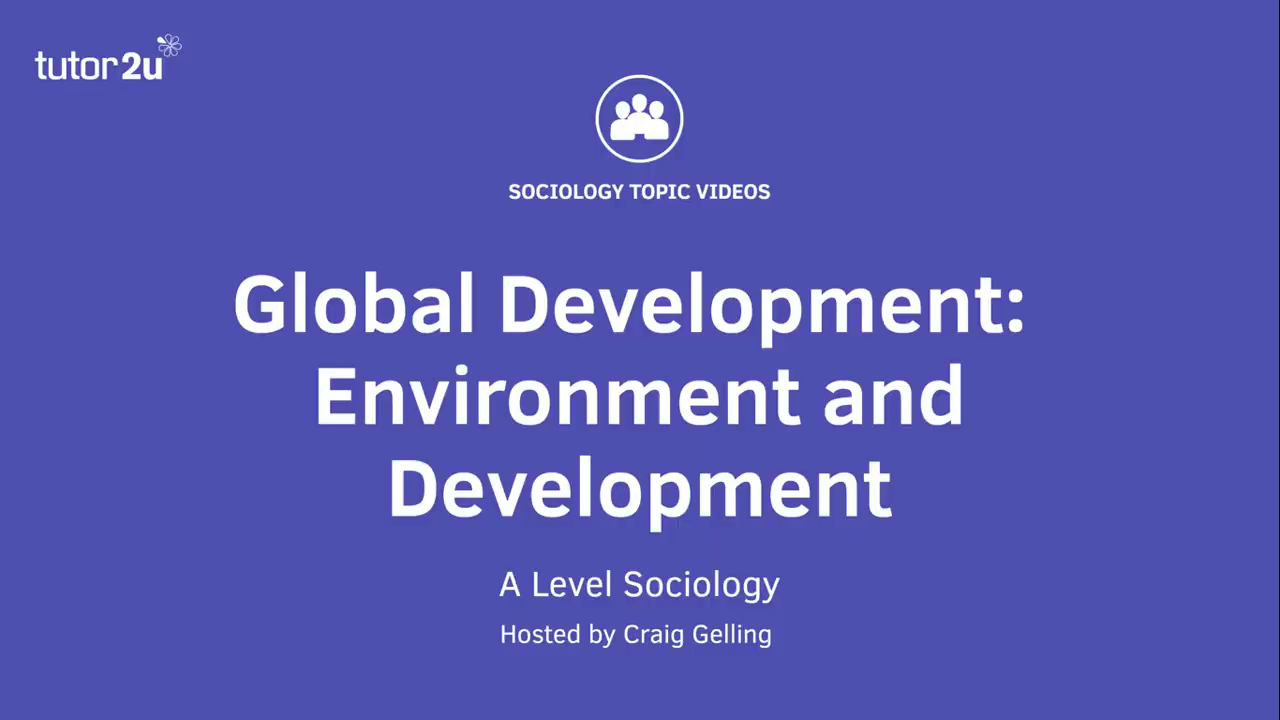 tutor2u
SOCIOLOGY TOPIC VIDEOS
Global Development:
Environment and
Development
A Level Sociology
Hosted by Craig Gelling